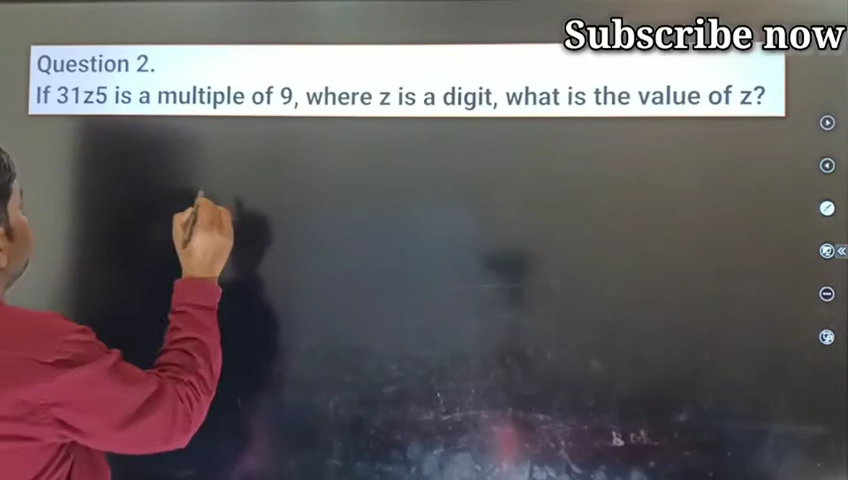 Subscribe now
Question 2.
If 31z5 is a multiple of 9, where z is a digit, what is the value of z?